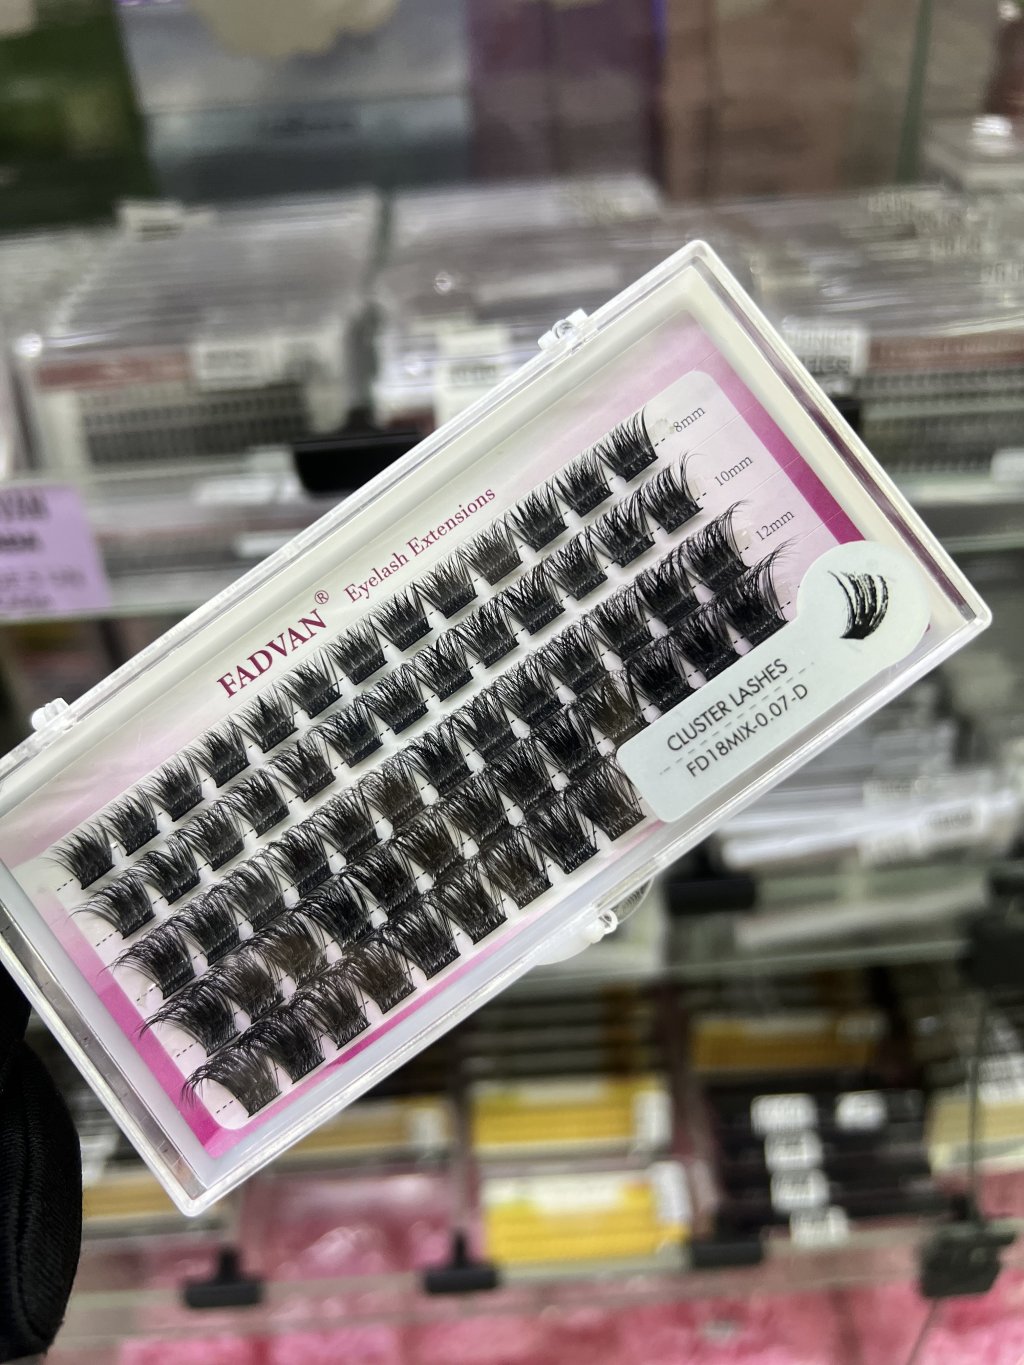 FADVAN® Eyelash Extensions
8mm
10mm
12mm
CLUSTER LASHES
FD18MIX-0.07-D